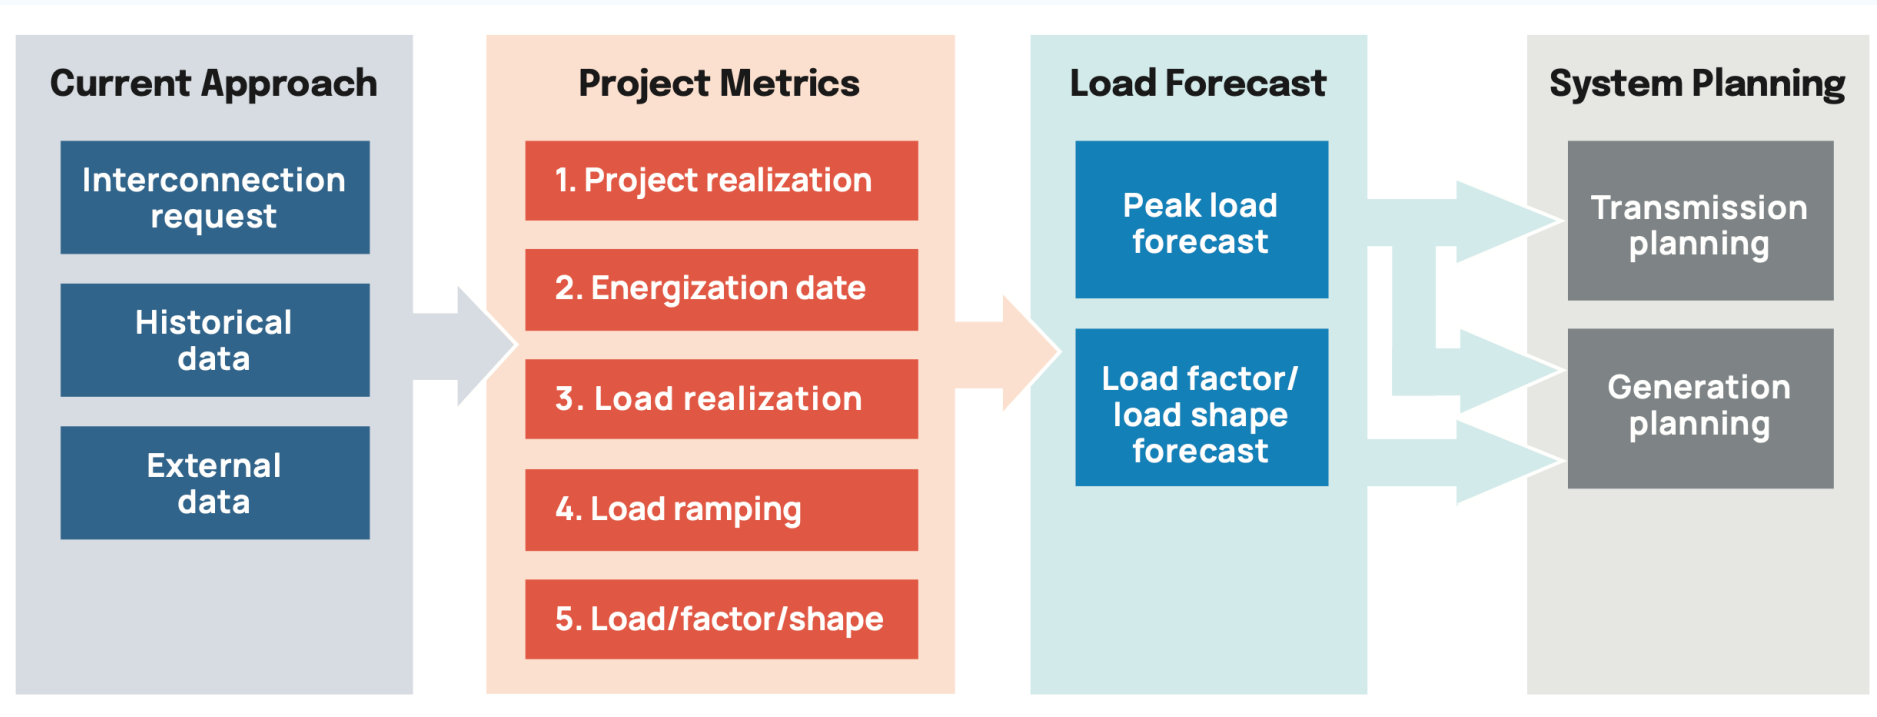 Current Approach
Interconnection
request
Historical
data
External
data
Project Metrics
1. Project realization
2. Energization date
3. Load realization
4. Load ramping
5. Load/factor/shape
Load Forecast
Peak load
forecast
Load factor/
load shape
forecast
System Planning
Transmission
planning
Generation
planning